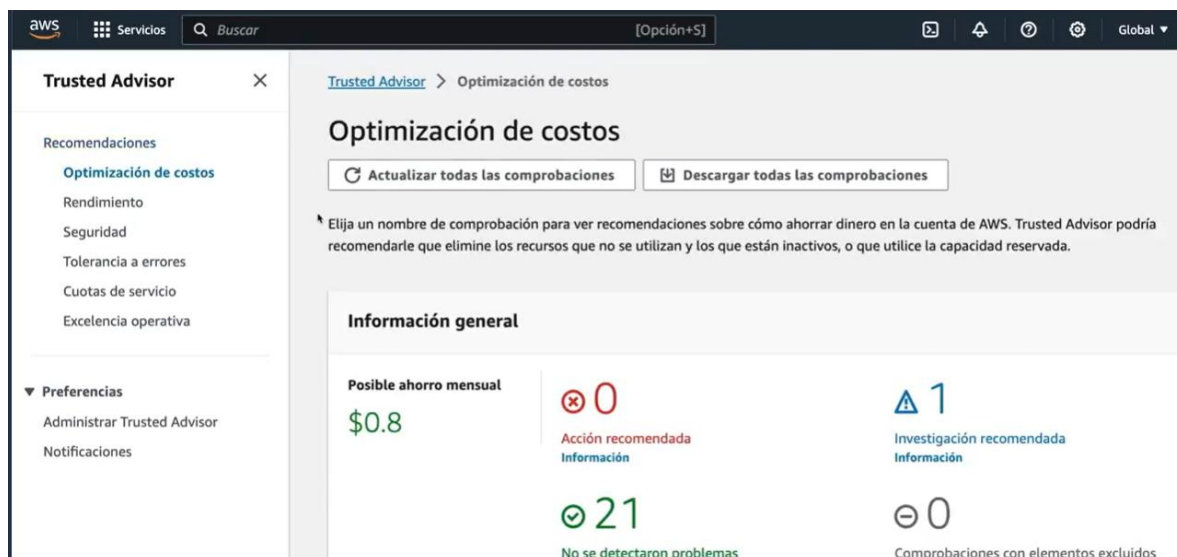 aws
Servicios
Buscar
[Opción+S]
Global
Trusted Advisor
Recomendaciones
Optimización de costos
Rendimiento
Seguridad
Tolerancia a errores
Cuotas de servicio
Excelencia operativa
Preferencias
Administrar Trusted Advisor
Notificaciones
Trusted Advisor > Optimización de costos
Optimización de costos
Actualizar todas las comprobaciones
Descargar todas las comprobaciones
Elija un nombre de comprobación para ver recomendaciones sobre cómo ahorrar dinero en la cuenta de AWS. Trusted Advisor podría
recomendarle que elimine los recursos que no se utilizan y los que están inactivos, o que utilice la capacidad reservada.
Información general
Posible ahorro mensual
$0.8
0
Acción recomendada
Información
1
Investigación recomendada
Información
21
No se detectaron problemas
0
Comprobaciones con elementos excluidos